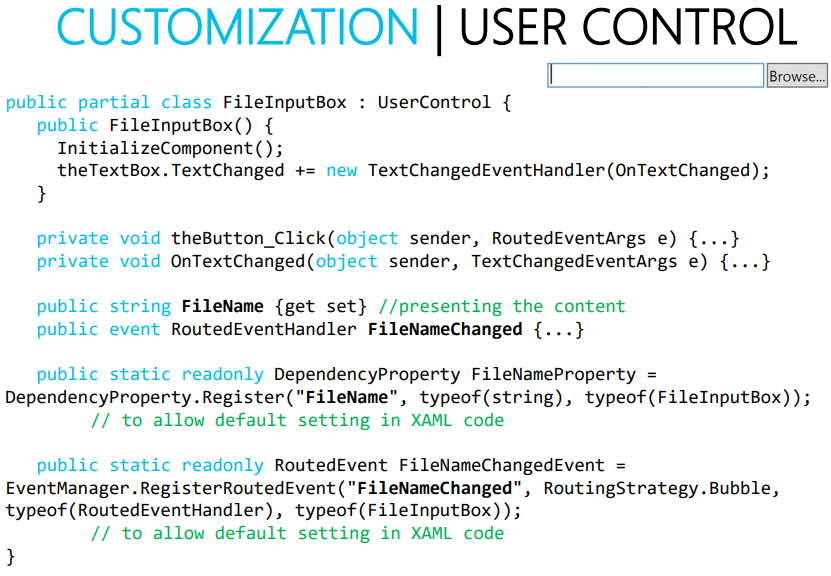 CUSTOMIZATION | USER CONTROL
Browse...
public partial class FileInputBox : UserControl {
public FileInputBox() {
InitializeComponent();
theTextBox.TextChanged += new TextChangedEventHandler(OnTextChanged);
}
private void theButton_Click(object sender, RoutedEventArgs e) {...}
private void OnTextChanged(object sender, TextChangedEventArgs e) {...}
public string FileName {get set} //presenting the content
public event RoutedEventHandler FileNameChanged {...}
public static readonly DependencyProperty FileNameProperty =
DependencyProperty.Register("FileName", typeof(string), typeof(FileInputBox));
// to allow default setting in XAML code
public static readonly RoutedEvent FileNameChangedEvent =
EventManager.RegisterRoutedEvent("FileNameChanged", RoutingStrategy.Bubble,
typeof(RoutedEventHandler), typeof(FileInputBox));
// to allow default setting in XAML code
}